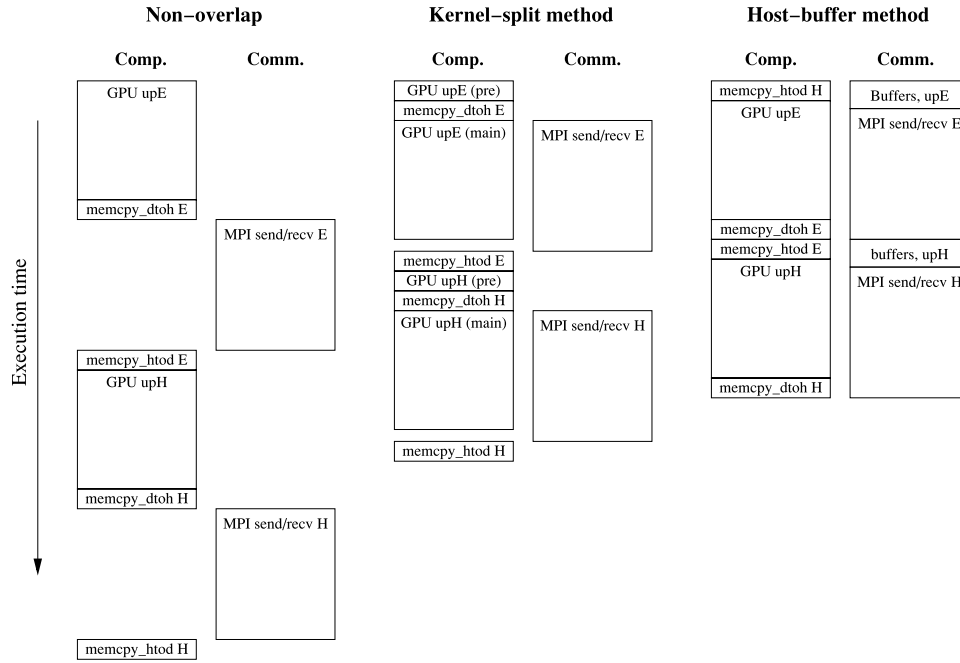 Non−overlap
Kernel−split method
Host−buffer method
Comp.
Comm.
Comp.
Comm.
Comp.
Comm.
Execution time
GPU upE
memcpy_dtoh E
MPI send/recv E
memcpy_htod E
GPU upH
memcpy_dtoh H
MPI send/recv H
memcpy_htod H
GPU upE (pre)
memcpy_dtoh E
GPU upE (main)
MPI send/recv E
memcpy_htod E
GPU upH (pre)
memcpy_dtoh H
GPU upH (main)
MPI send/recv H
memcpy_htod H
memcpy_htod H
Buffers, upE
GPU upE
MPI send/recv E
memcpy_dtoh E
memcpy_htod E
buffers, upH
GPU upH
MPI send/recv H
memcpy_dtoh H